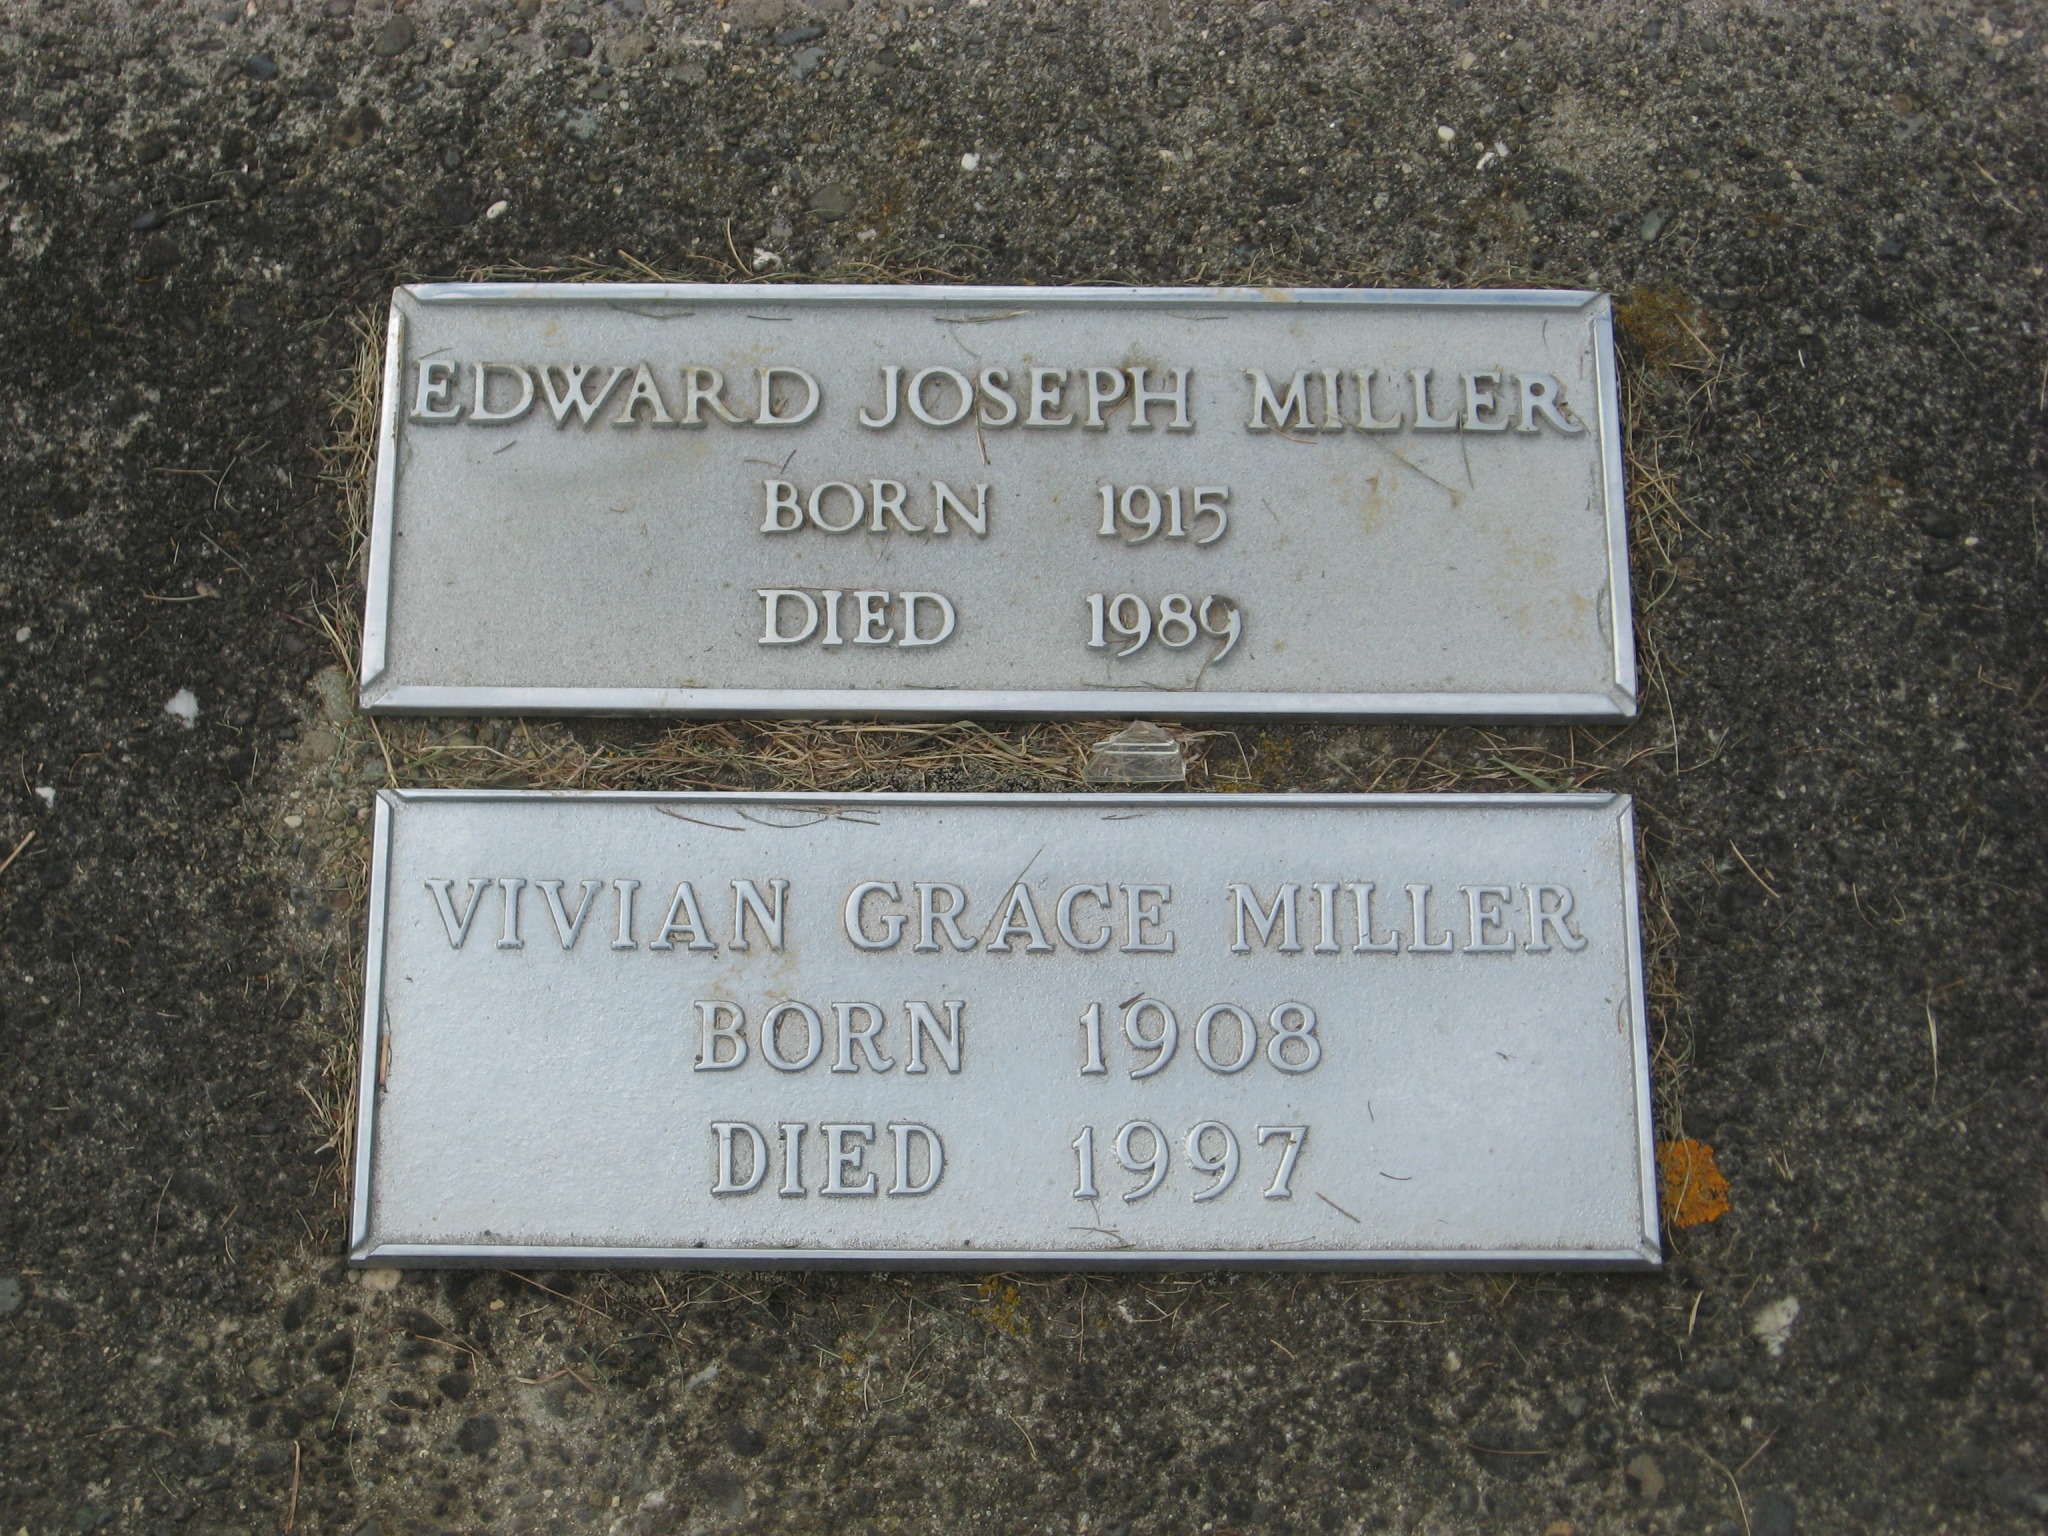 EDWARD JOSEPH MILLER
BORN 1915
DIED 1989
VIVIAN GRACE MILLER
BORN 1908
DIED 1997